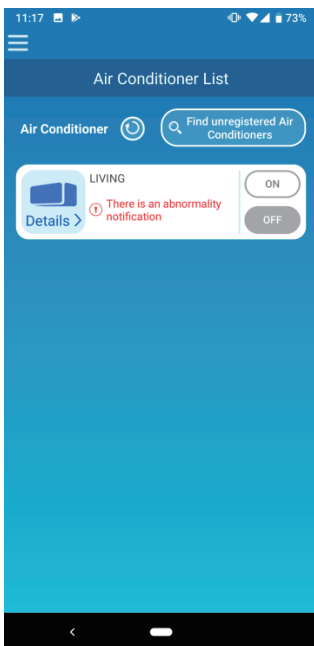 11:17
73%
Air Conditioner List
Air Conditioner
Find unregistered Air
Conditioners
LIVING
There is an abnormality
notification
Details
ON
OFF